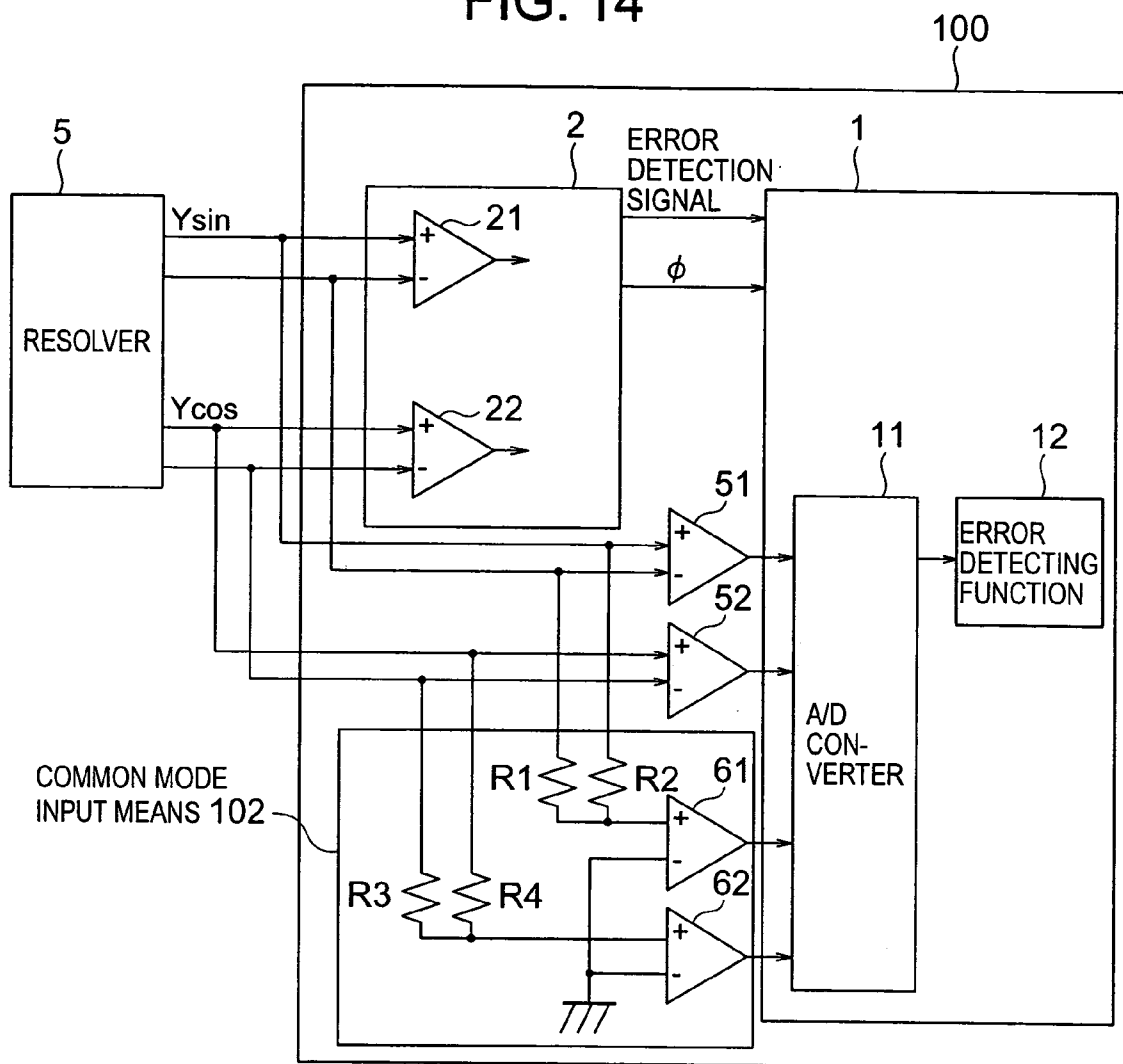 FIG. 14
100
5
2
ERROR
DETECTION
SIGNAL
1
Ysin
21
+
-
ϕ
RESOLVER
Ycos
22
+
-
11
12
51
+
-
ERROR
DETECTING
FUNCTION
52
+
-
A/D
CON-
VERTER
COMMON MODE
INPUT MEANS 102
R1
R2
61
+
-
R3
R4
62
+
-